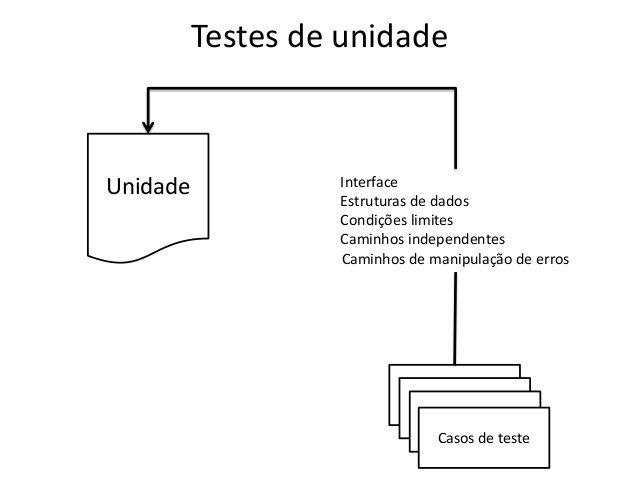 Testes de unidade
Unidade
Interface
Estruturas de dados
Condições limites
Caminhos independentes
Caminhos de manipulação de erros
Casos de teste